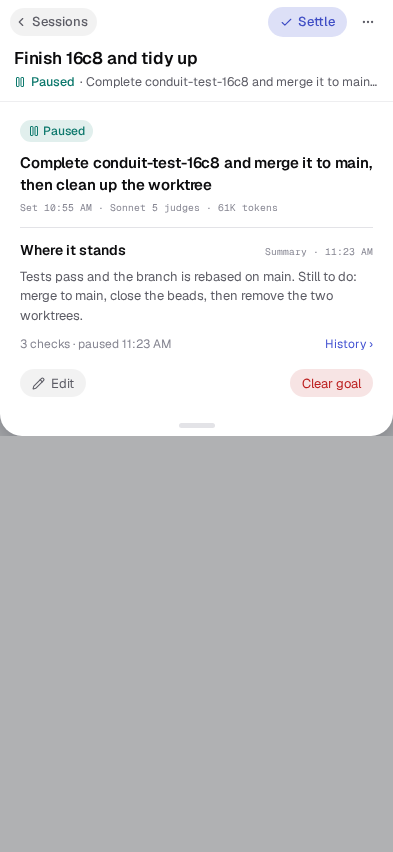 Sessions
Settle
Finish 16c8 and tidy up
Paused · Complete conduit-test-16c8 and merge it to main…
Paused
Complete conduit-test-16c8 and merge it to main,
then clean up the worktree
Set 10:55 AM · Sonnet 5 judges · 61K tokens
Where it stands
Summary · 11:23 AM
Tests pass and the branch is rebased on main. Still to do:
merge to main, close the beads, then remove the two
worktrees.
3 checks · paused 11:23 AM
History ›
Edit
Clear goal